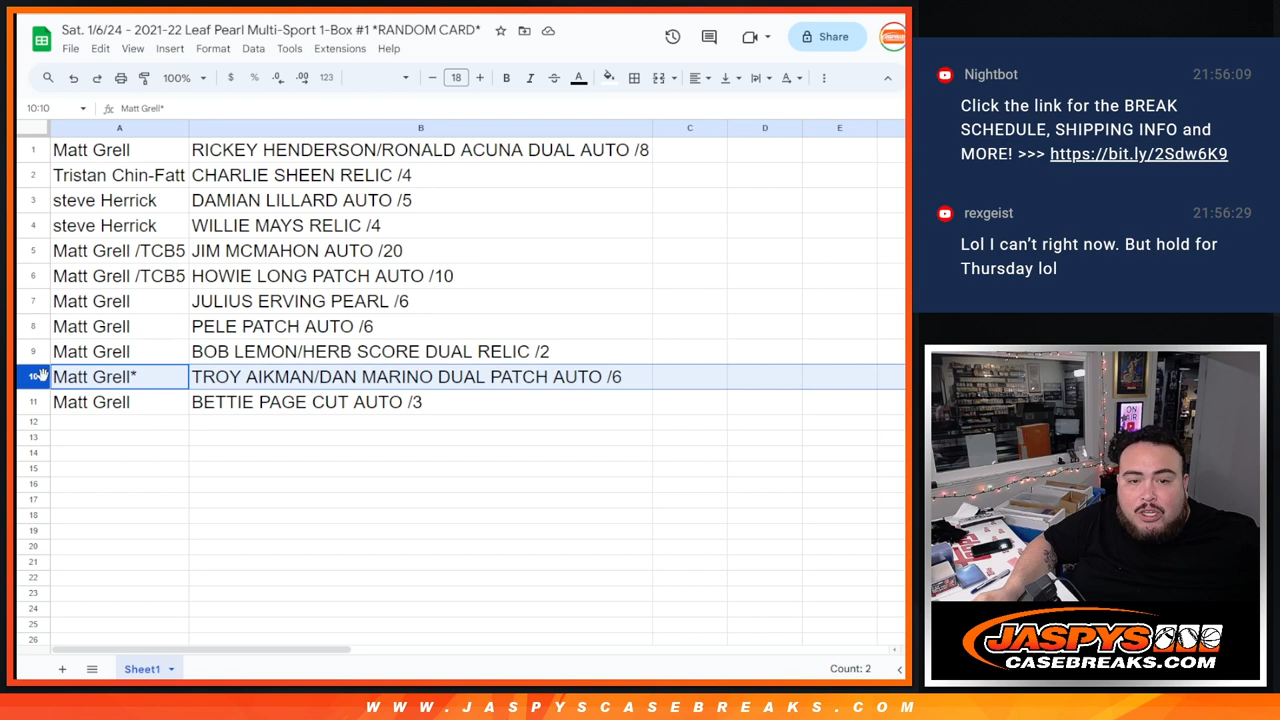 Sat. 1/6/24 - 2021-22 Leaf Pearl Multi-Sport 1-Box #1 *RANDOM CARD*
File Edit View Insert Format Data Tools Extensions Help
Share
100% $ % .0 .00 123 18 B I A
10:10 fx Matt Grell*
A B C D E
1 Matt Grell RICKEY HENDERSON/RONALD ACUNA DUAL AUTO /8
2 Tristan Chin-Fatt CHARLIE SHEEN RELIC /4
3 steve Herrick DAMIAN LILLARD AUTO /5
4 steve Herrick WILLIE MAYS RELIC /4
5 Matt Grell /TCB5 JIM MCMAHON AUTO /20
6 Matt Grell /TCB5 HOWIE LONG PATCH AUTO /10
7 Matt Grell JULIUS ERVING PEARL /6
8 Matt Grell PELE PATCH AUTO /6
9 Matt Grell BOB LEMON/HERB SCORE DUAL RELIC /2
10 Matt Grell* TROY AIKMAN/DAN MARINO DUAL PATCH AUTO /6
11 Matt Grell BETTIE PAGE CUT AUTO /3
12
13
14
15
16
17
18
19
20
21
22
23
24
25
26
Sheet1
Count: 2
Nightbot 21:56:09
Click the link for the BREAK
SCHEDULE, SHIPPING INFO and
MORE! >>> https://bit.ly/2Sdw6K9
rexgeist 21:56:29
Lol I can't right now. But hold for
Thursday lol
ON
AIR
JASPYS
CASEBREAKS.COM
WWW.JASPYSCASEBREAKS.COM